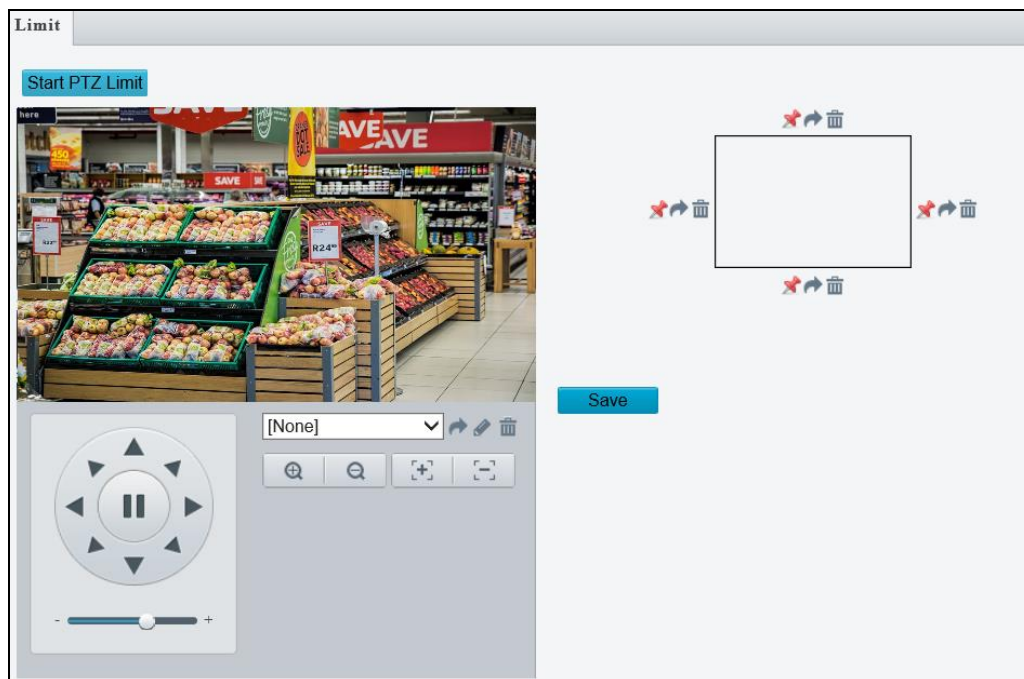 Limit
Start PTZ Limit
here
SAVE
SAVE
AVE
450
SAVE
R24
Save
[None]
- +